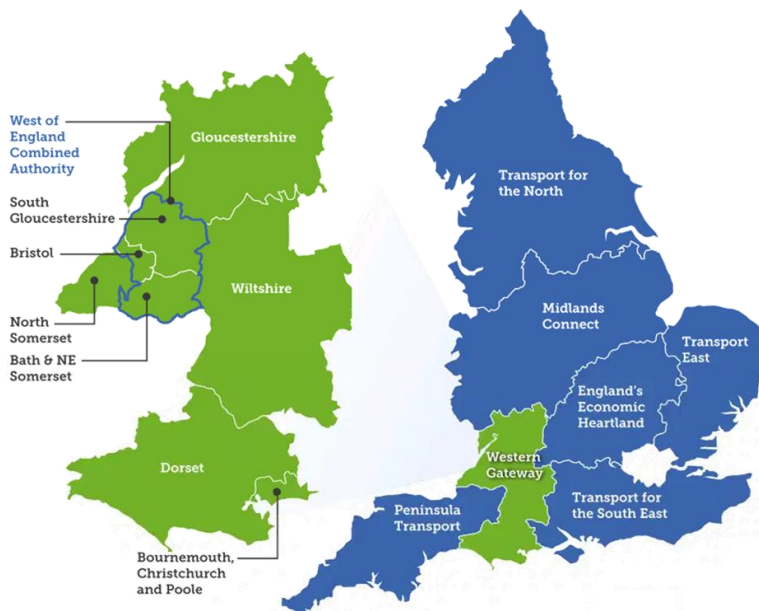 West of
England
Combined
Authority
Gloucestershire
South
Gloucestershire
Bristol
Wiltshire
North
Somerset
Bath & NE
Somerset
Dorset
Bournemouth,
Christchurch
and Poole
Transport for
the North
Midlands
Connect
Transport
East
England's
Economic
Heartland
Western
Gateway
Peninsula
Transport
Transport for
the South East